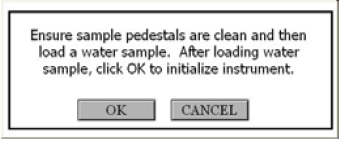 Ensure sample pedestals are clean and then
load a water sample.  After loading water
sample, click OK to initialize instrument.
OK
CANCEL